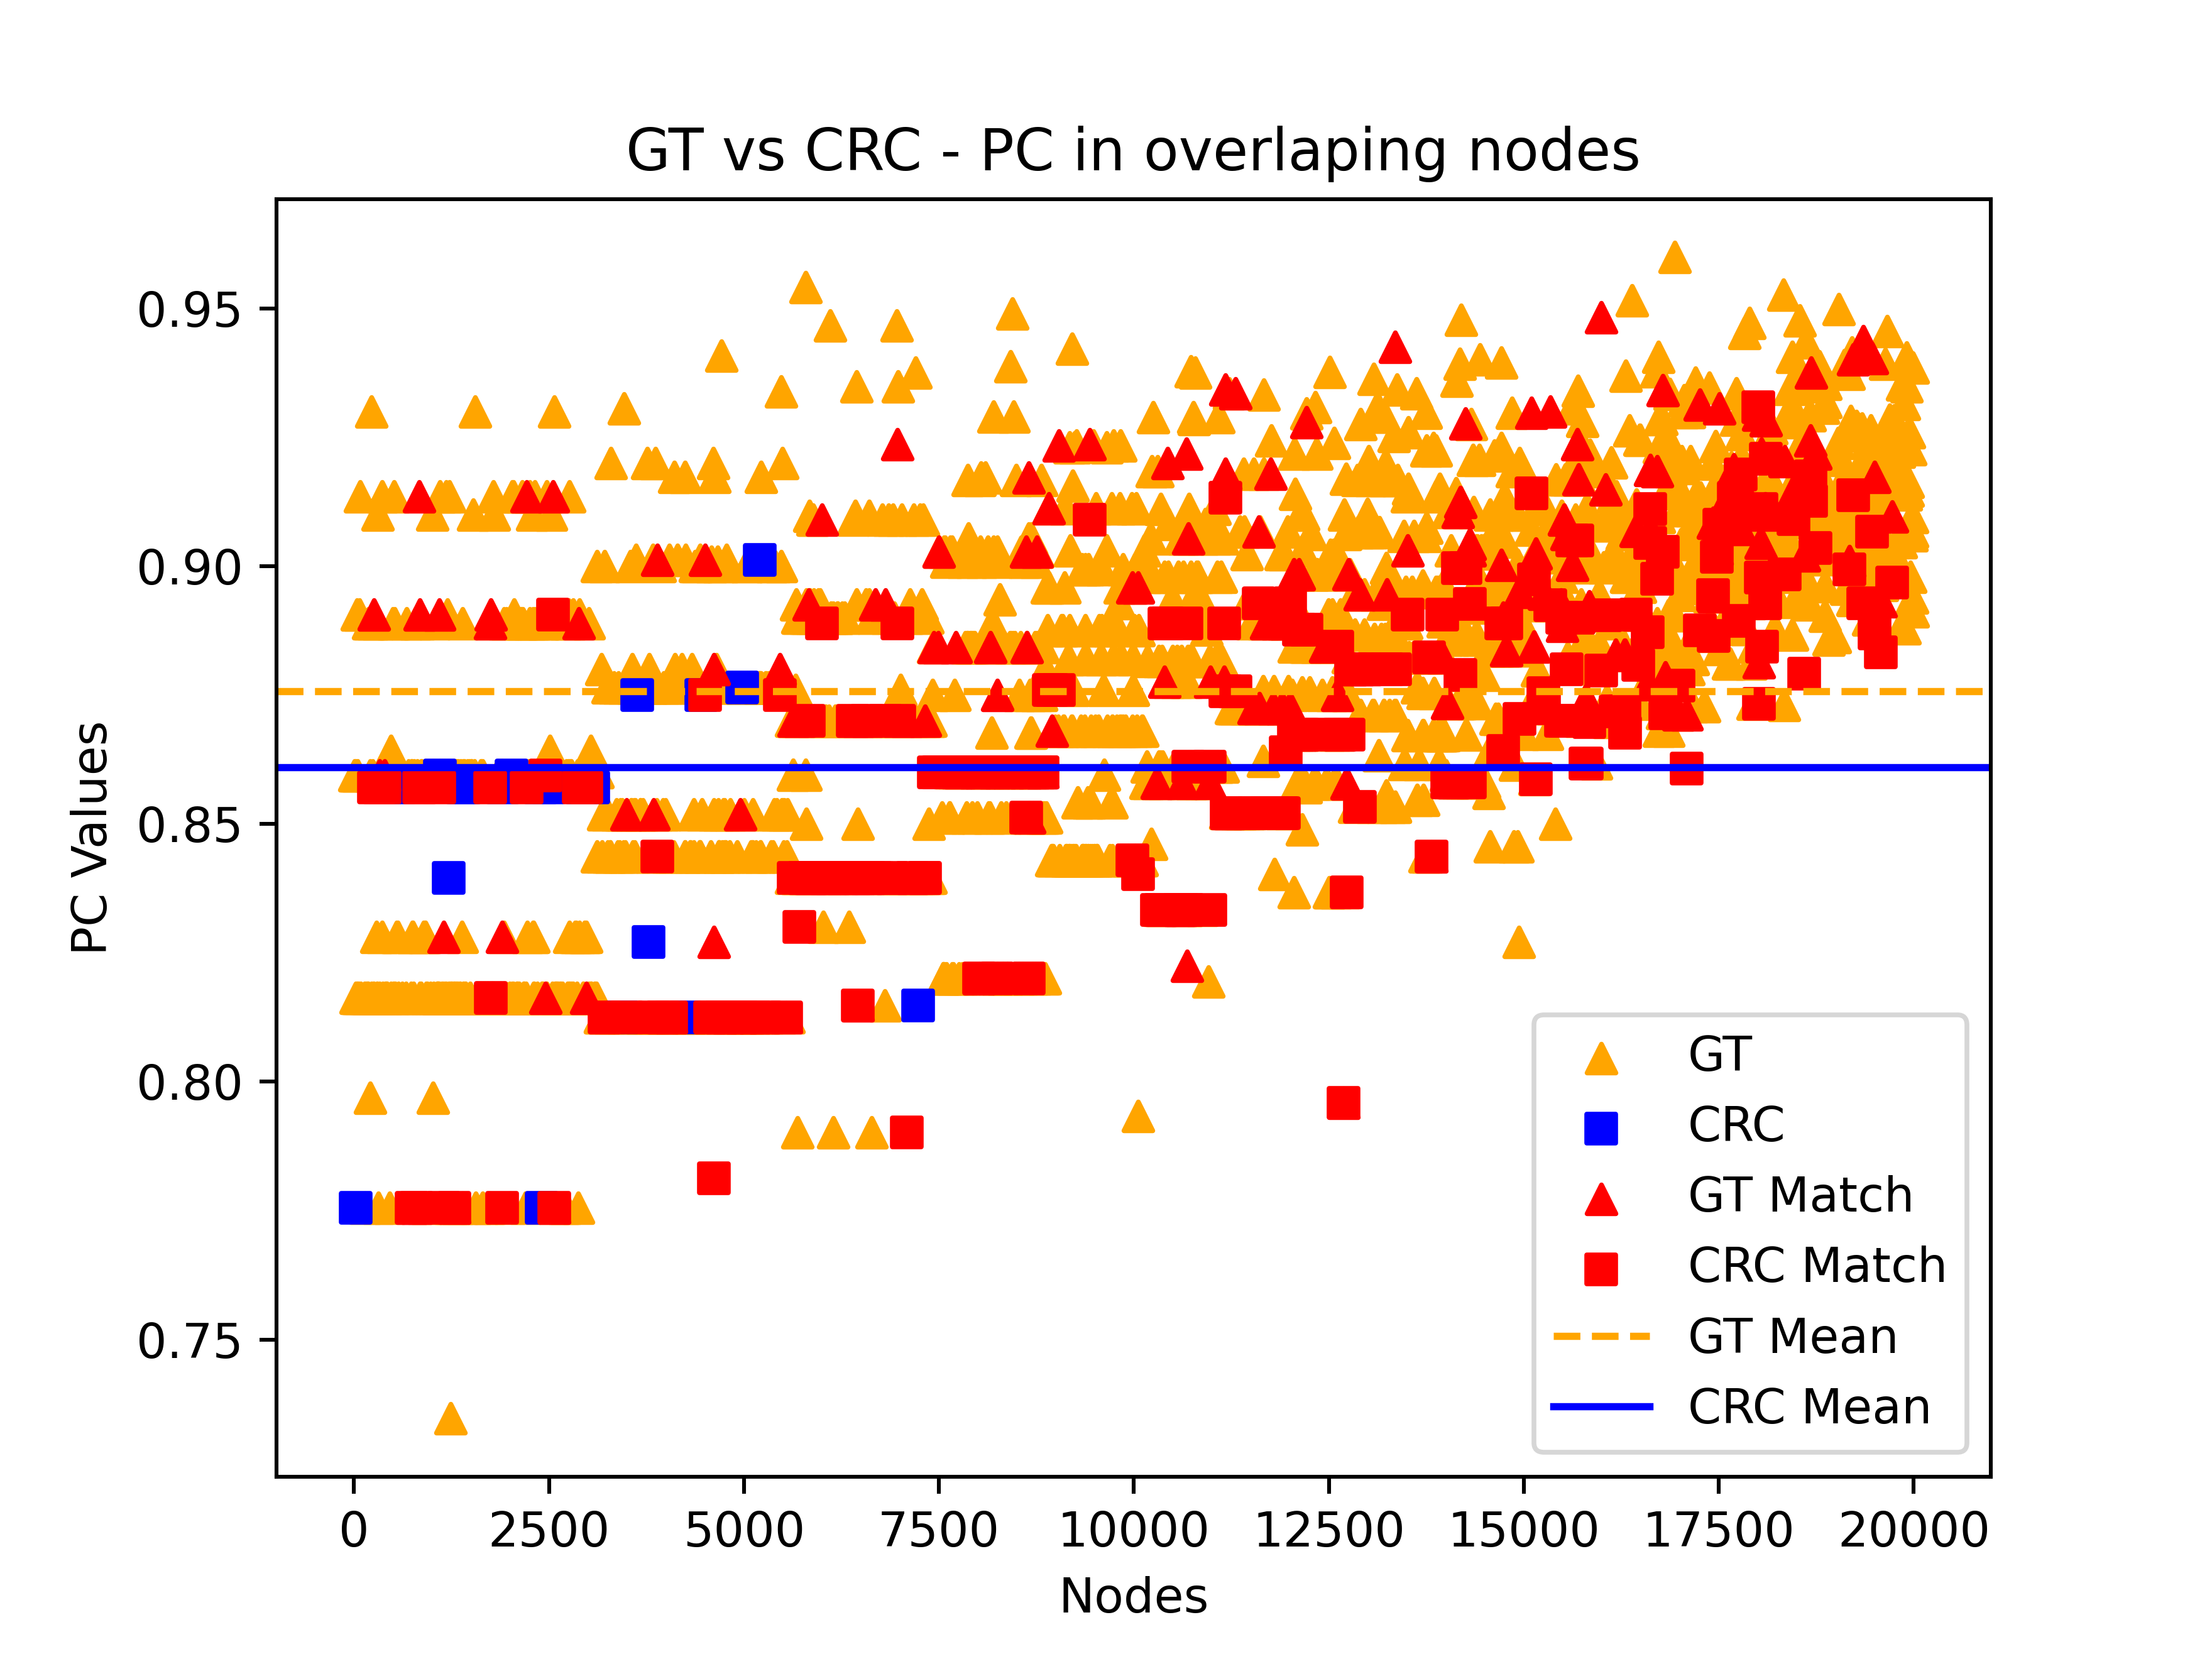 GT vs CRC - PC in overlaping nodes
PC Values
0.95
0.90
0.85
0.80
0.75
0
2500
5000
7500
10000
12500
15000
17500
20000
Nodes
GT
CRC
GT Match
CRC Match
GT Mean
CRC Mean